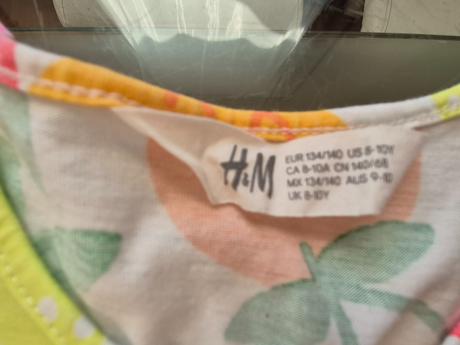 H&M
EUR 134/140 US 8-10Y
CA 8-10A CN 140/68
MX 134/140 AUS 9-10
UK 8-10Y